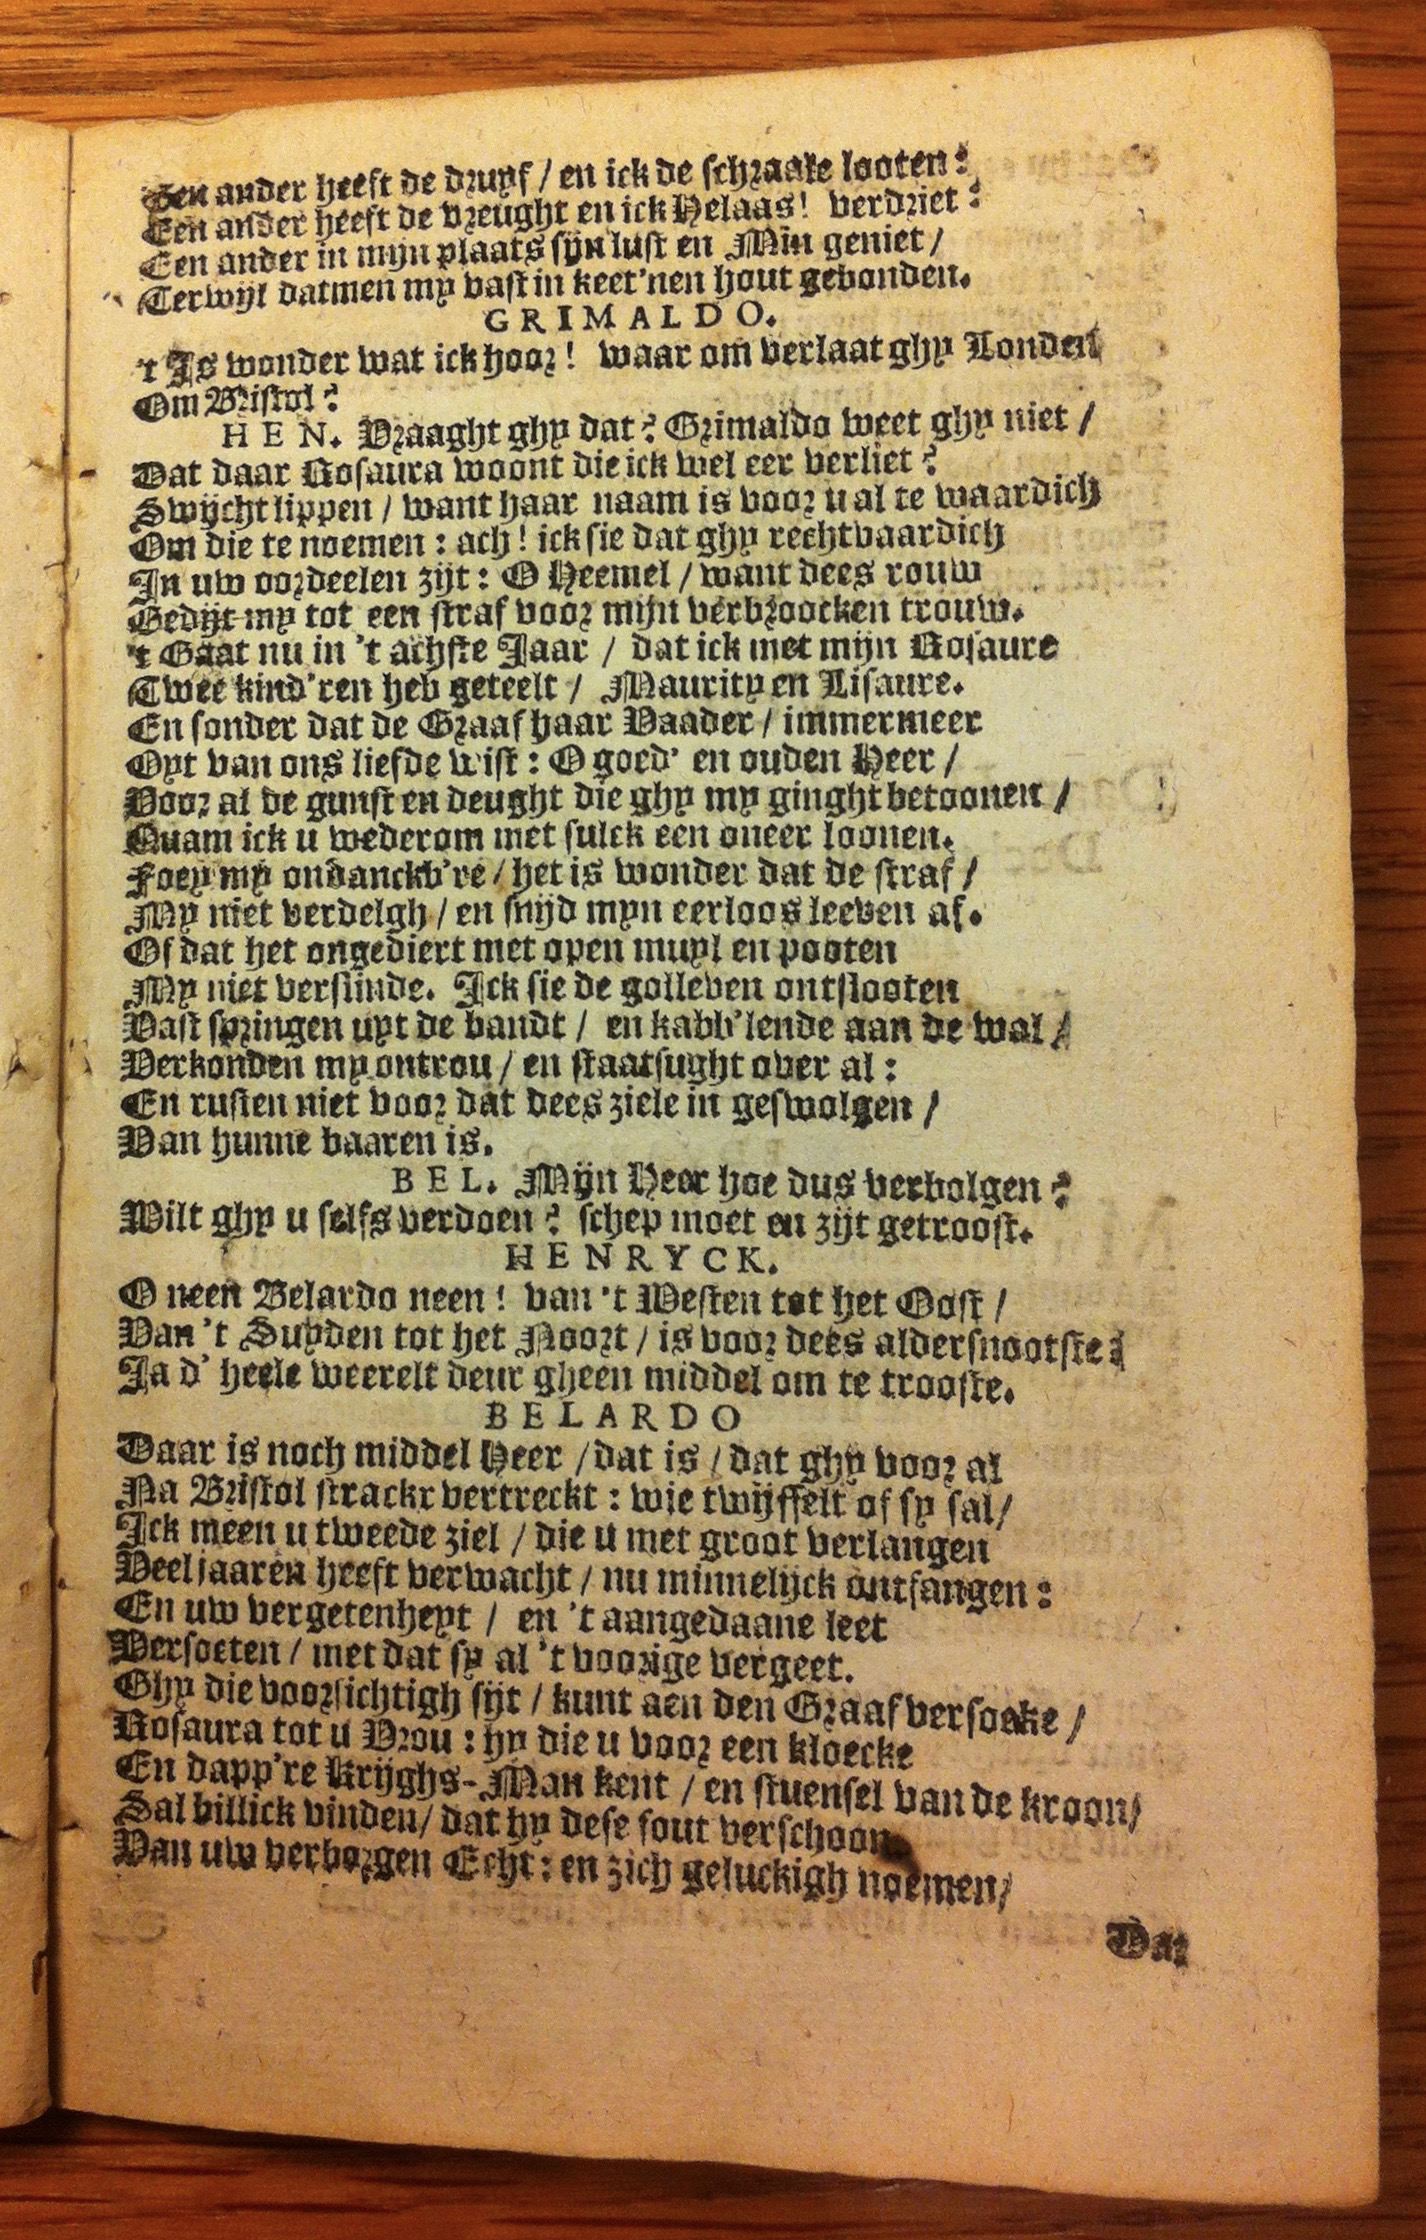 Een ander heeft de druyf / en ick de schraale looten?
Een ander heeft de vreught en ick Helaas! verdriet?
Een ander in mijn plaats sijn lust en Min geniet /
Terwijl datmen my vast in keet'nen hout gebonden.
GRIMALDO.
't Is wonder wat ick hoor! waar om verlaat ghy Londen
Om Bristol?
HEN. Vraaght ghy dat? Grimaldo weet ghy niet /
Dat daar Rosaura woont die ick wel eer verliet?
Swijcht lippen / want haar naam is voor u al te waardich
Om die te noemen: ach! ick sie dat ghy rechtvaardich
In uw oordeelen zijt: O Heemel / want dees rouw
Gedijt my tot een straf voor mijn verbroocken trouw.
't Gaat nu in 't achste Jaar / dat ick met mijn Rosaure
Twee kind'ren heb geteelt / Maurity en Lisaure.
En sonder dat de Graaf haar Vaader / immermeer
Oyt van ons liefde wist: O goed' en ouden Heer /
Voor al de gunst en deught die ghy my ginght betoonen /
Quam ick u wederom met sulck een oneer loonen.
Foey my ondanckb're / het is wonder dat de straf /
My niet verdelgh / en snijd myn eerloos leeven af.
Of dat het ongediert met open muyl en pooten
My niet verslinde. Ick sie de golleven ontslooten
Vast springen uyt de bandt / en kabb'lende aan de wal /
Verkonden my ontrou / en staatsught over al:
En rusten niet voor dat dees ziele in geswolgen /
Van hunne baaren is.
BEL. Mijn Heer hoe dus verbolgen?
Wilt ghy u selfs verdoen? schep moet en zijt getroost.
HENRYCK.
O neen Belardo neen! van 't Westen tot het Oost /
Van 't Suyden tot het Noort / is voor dees aldersnootste?
Ja d' heele weerelt deur gheen middel om te trooste.
BELARDO
Daar is noch middel Heer / dat is / dat ghy voor al
Na Bristol strackx vertreckt: wie twijffelt of sy sal /
Ick meen u tweede ziel / die u met groot verlangen
Veel jaaren heeft verwacht / nu minnelijck ontfangen:
En uw vergetenheyt / en 't aangedaane leet
Versoeten / met dat sy al 't voorige vergeet.
Ghy die voorsichtigh sijt / kunt aen den Graaf versoeke /
Rosaura tot u Vrou: hy die u voor een kloecke
En dapp're Krijghs-Man kent / en stuensel van de kroon /
Sal billick vinden / dat hy dese fout verschoon
Van uw verborgen Echt: en zich geluckigh noemen /
Dat